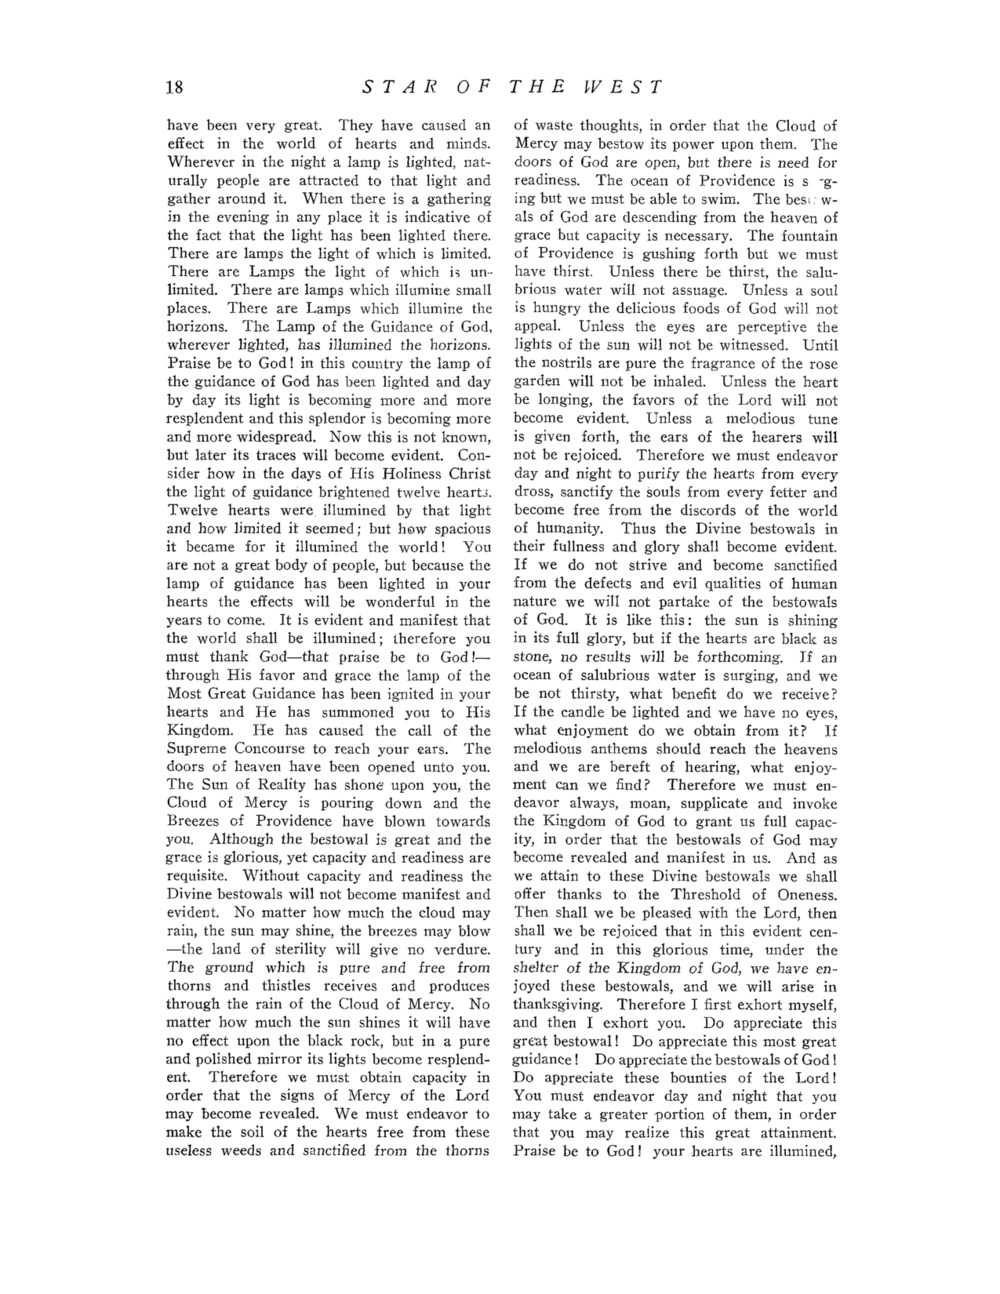 18 STAR OF THE WEST
have been very great. They have caused an
effect in the world of hearts and minds.
Wherever in the night a lamp is lighted, nat-
urally people are attracted to that light and
gather around it. When there is a gathering
in the evening in any place it is indicative of
the fact that the light has been lighted there.
There are lamps the light of which is limited.
There are Lamps the light of which is un-
limited. There are lamps which illumine small
places. There are Lamps which illumine the
horizons. The Lamp of the Guidance of God,
wherever lighted, has illumined the horizons.
Praise be to God! in this country the lamp of
the guidance of God has been lighted and day
by day its light is becoming more and more
resplendent and this splendor is becoming more
and more widespread. Now this is not known,
but later its traces will become evident. Con-
sider how in the days of His Holiness Christ
the light of guidance brightened twelve hearts.
Twelve hearts were illumined by that light
and how limited it seemed; but how spacious
it became for it illumined the world! You
are not a great body of people, but because the
lamp of guidance has been lighted in your
hearts the effects will be wonderful in the
years to come. It is evident and manifest that
the world shall be illumined; therefore you
must thank God—that praise be to God!—
through His favor and grace the lamp of the
Most Great Guidance has been ignited in your
hearts and He has summoned you to His
Kingdom. He has caused the call of the
Supreme Concourse to reach your ears. The
doors of heaven have been opened unto you.
The Sun of Reality has shone upon you, the
Cloud of Mercy is pouring down and the
Breezes of Providence have blown towards
you. Although the bestowal is great and the
grace is glorious, yet capacity and readiness are
requisite. Without capacity and readiness the
Divine bestowals will not become manifest and
evident. No matter how much the cloud may
rain, the sun may shine, the breezes may blow
—the land of sterility will give no verdure.
The ground which is pure and free from
thorns and thistles receives and produces
through the rain of the Cloud of Mercy. No
matter how much the sun shines it will have
no effect upon the black rock, but in a pure
and polished mirror its lights become resplend-
ent. Therefore we must obtain capacity in
order that the signs of Mercy of the Lord
may become revealed. We must endeavor to
make the soil of the hearts free from these
useless weeds and sanctified from the thorns
of waste thoughts, in order that the Cloud of
Mercy may bestow its power upon them. The
doors of God are open, but there is need for
readiness. The ocean of Providence is
ing but we must be able to swim. The
als of God are descending from the heaven of
grace but capacity is necessary. The fountain
of Providence is gushing forth but we must
have thirst. Unless there be thirst, the salu-
brious water will not assuage. Unless a soul
is hungry the delicious foods of God will not
appeal. Unless the eyes are perceptive the
lights of the sun will not be witnessed. Until
the nostrils are pure the fragrance of the rose
garden will not be inhaled. Unless the heart
be longing, the favors of the Lord will not
become evident. Unless a melodious tune
is given forth, the ears of the hearers will
not be rejoiced. Therefore we must endeavor
day and night to purify the hearts from every
dross, sanctify the souls from every fetter and
become free from the discords of the world
of humanity. Thus the Divine bestowals in
their fullness and glory shall become evident.
If we do not strive and become sanctified
from the defects and evil qualities of human
nature we will not partake of the bestowals
of God. It is like this: the sun is shining
in its full glory, but if the hearts are black as
stone, no results will be forthcoming. If an
ocean of salubrious water is surging, and we
be not thirsty, what benefit do we receive?
If the candle be lighted and we have no eyes,
what enjoyment do we obtain from it? If
melodious anthems should reach the heavens
and we are bereft of hearing, what enjoy-
ment can we find? Therefore we must en-
deavor always, moan, supplicate and invoke
the Kingdom of God to grant us full capac-
ity, in order that the bestowals of God may
become revealed and manifest in us. And as
we attain to these Divine bestowals we shall
offer thanks to the Threshold of Oneness.
Then shall we be pleased with the Lord, then
shall we be rejoiced that in this evident cen-
tury and in this glorious time, under the
shelter of the Kingdom of God, we have en-
joyed these bestowals, and we will arise in
thanksgiving. Therefore I first exhort myself,
and then I exhort you. Do appreciate this
great bestowal! Do appreciate this most great
guidance! Do appreciate the bestowals of God!
Do appreciate these bounties of the Lord!
You must endeavor day and night that you
may take a greater portion of them, in order
that you may realize this great attainment.
Praise be to God! your hearts are illumined,